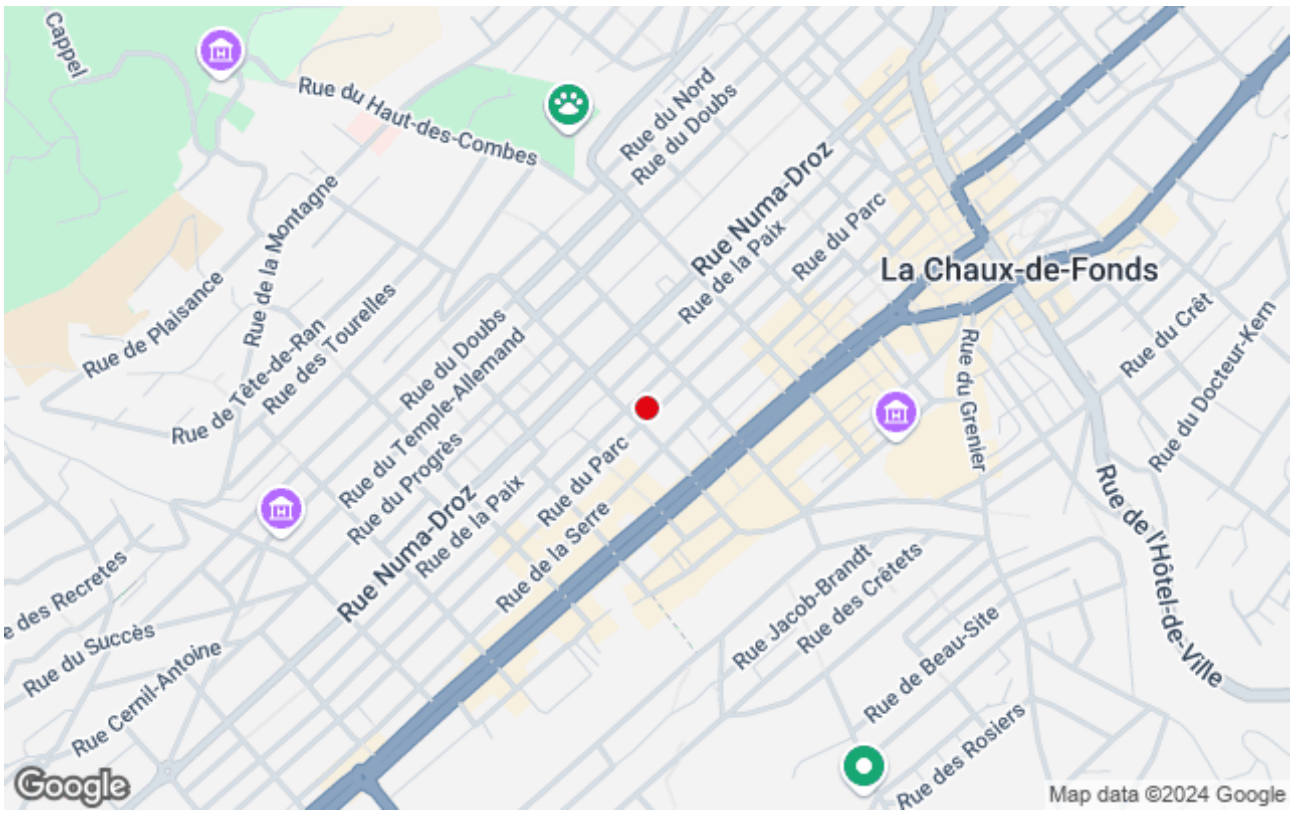 Cappel
Rue du Haut-des-Combes
Rue du Nord
Rue du Doubs
Rue Numa-Droz
Rue de la Paix
Rue du Parc
La Chaux-de-Fonds
Rue de la Montagne
Rue de Plaisance
Rue de Tête-de-Ran
Rue des Tourelles
Rue du Doubs
Rue du Temple-Allemand
Rue du Progrès
Rue Numa-Droz
Rue de la Paix
Rue du Parc
Rue de la Serre
Rue du Grenier
Rue du Crêt
Rue du Docteur-Kern
Rue de l'Hôtel-de-Ville
e des Recretes
Rue du Succès
Rue Cernil-Antoine
Rue Jacob-Brandt
Rue des Crêtets
Rue de Beau-Site
Rue des Rosiers
Google
Map data ©2024 Google